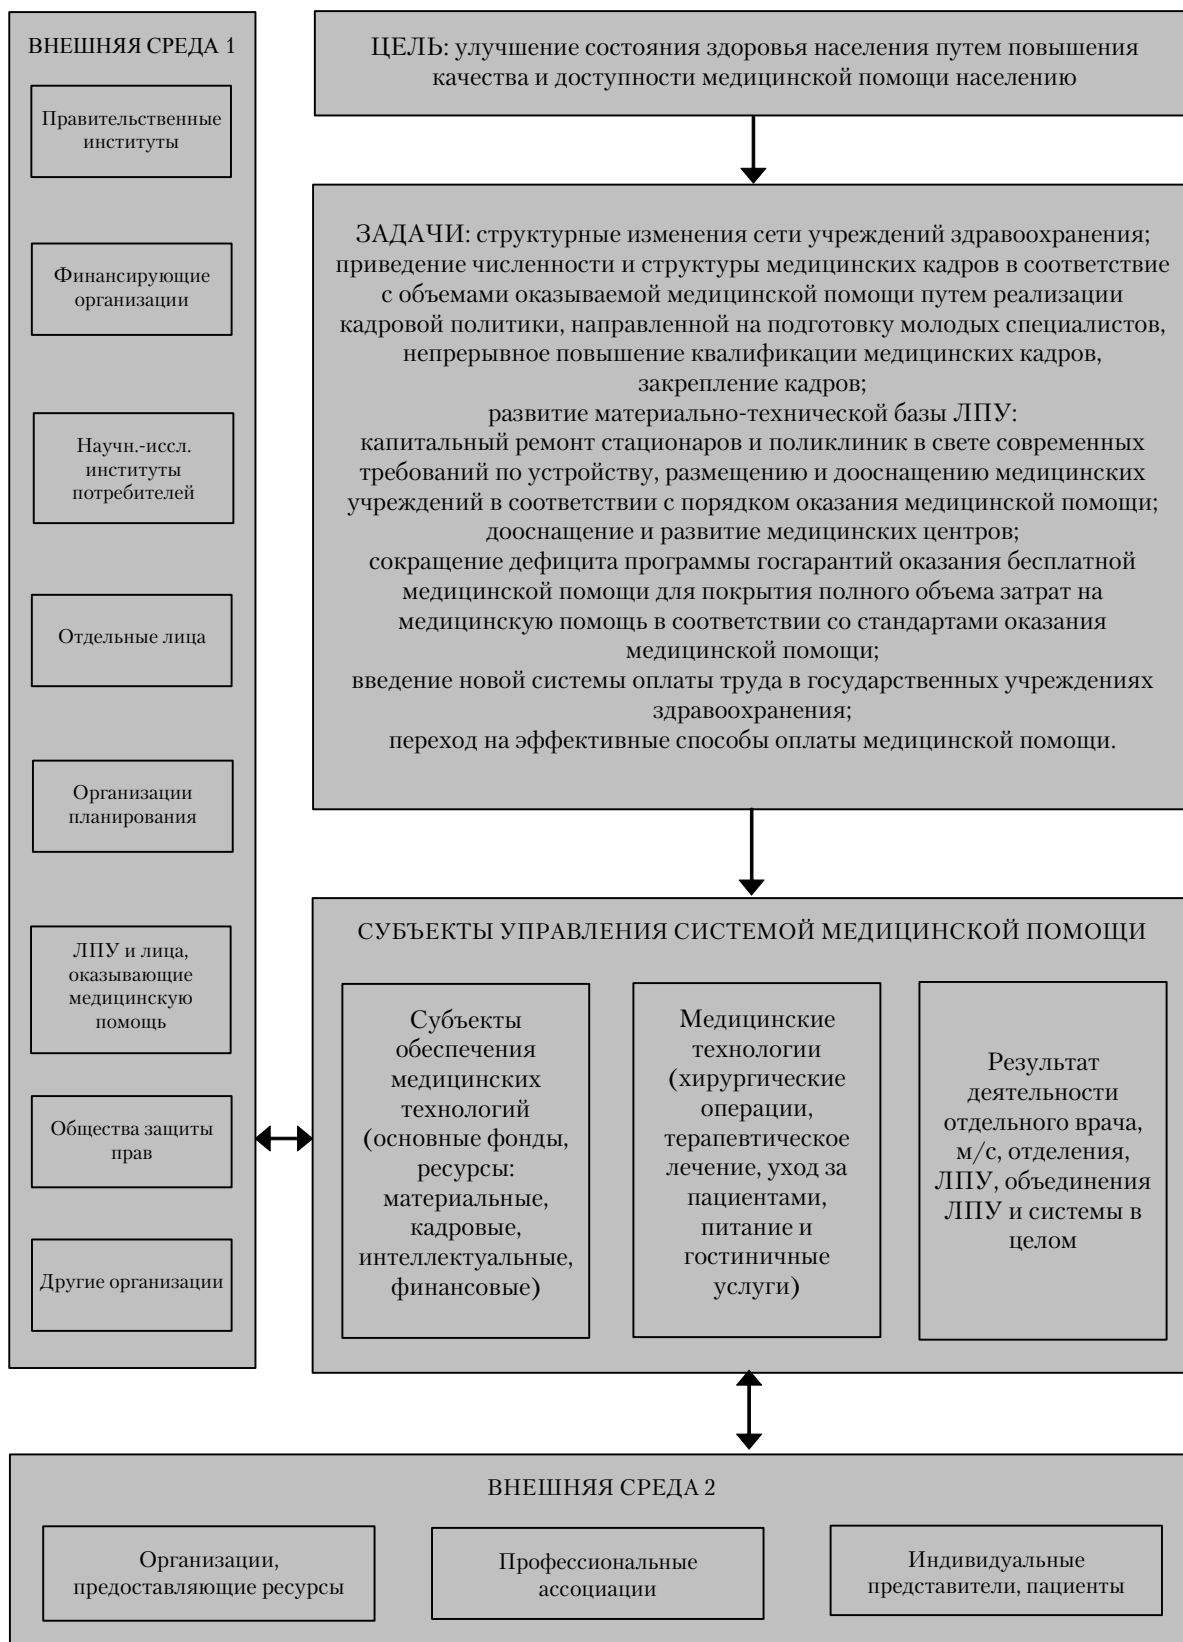 ВНЕШНЯЯ СРЕДА 1
Правительственные
институты
Финансирующие
организации
Научн.-иссл.
институты
потребителей
Отдельные лица
Организации
планирования
ЛПУ и лица,
оказывающие
медицинскую
помощь
Общества защиты
прав
Другие организации
ЦЕЛЬ: улучшение состояния здоровья населения путем повышения
качества и доступности медицинской помощи населению
ЗАДАЧИ: структурные изменения сети учреждений здравоохранения;
приведение численности и структуры медицинских кадров в соответствие
с объемами оказываемой медицинской помощи путем реализации
кадровой политики, направленной на подготовку молодых специалистов,
непрерывное повышение квалификации медицинских кадров,
закрепление кадров;
развитие материально-технической базы ЛПУ:
капитальный ремонт стационаров и поликлиник в свете современных
требований по устройству, размещению и дооснащению медицинских
учреждений в соответствии с порядком оказания медицинской помощи;
дооснащение и развитие медицинских центров;
сокращение дефицита программы госгарантий оказания бесплатной
медицинской помощи для покрытия полного объема затрат на
медицинскую помощь в соответствии со стандартами оказания
медицинской помощи;
введение новой системы оплаты труда в государственных учреждениях
здравоохранения;
переход на эффективные способы оплаты медицинской помощи.
СУБЪЕКТЫ УПРАВЛЕНИЯ СИСТЕМОЙ МЕДИЦИНСКОЙ ПОМОЩИ
Субъекты
обеспечения
медицинских
технологий
(основные фонды,
ресурсы:
материальные,
кадровые,
интеллектуальные,
финансовые)
Медицинские
технологии
(хирургические
операции,
терапевтическое
лечение, уход за
пациентами,
питание и
гостиничные
услуги)
Результат
деятельности
отдельного врача,
м/с, отделения,
ЛПУ, объединения
ЛПУ и системы в
целом
ВНЕШНЯЯ СРЕДА 2
Организации,
предоставляющие ресурсы
Профессиональные
ассоциации
Индивидуальные
представители, пациенты